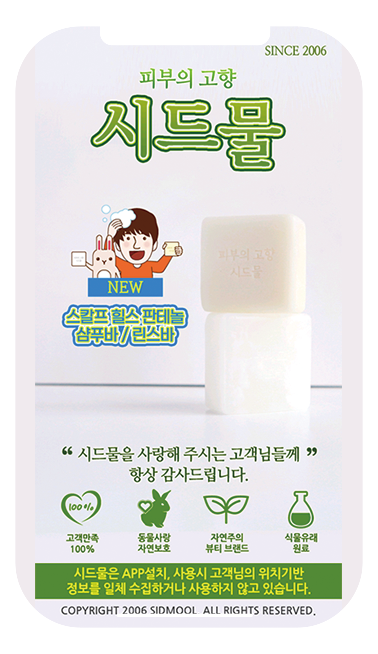 SINCE 2006
피부의 고향
시드물
피부의 고향
시드물
NEW
스칼프 힐스 판테놀
샴푸바 / 린스바
“ 시드물을 사랑해 주시는 고객님들께 ”
항상 감사드립니다.
100%
고객만족
100%
동물사랑
자연보호
자연주의
뷰티 브랜드
식물유래
원료
시드물은 APP설치, 사용시 고객님의 위치기반
정보를 일체 수집하거나 사용하지 않고 있습니다.
COPYRIGHT 2006 SIDMOOL ALL RIGHTS RESERVED.